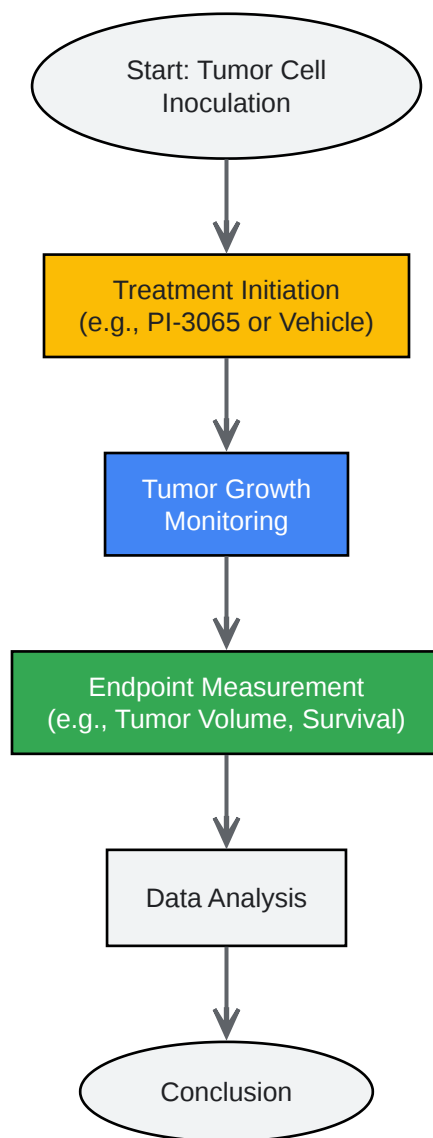 Start: Tumor Cell
Inoculation
Treatment Initiation
(e.g., PI-3065 or Vehicle)
Tumor Growth
Monitoring
Endpoint Measurement
(e.g., Tumor Volume, Survival)
Data Analysis
Conclusion